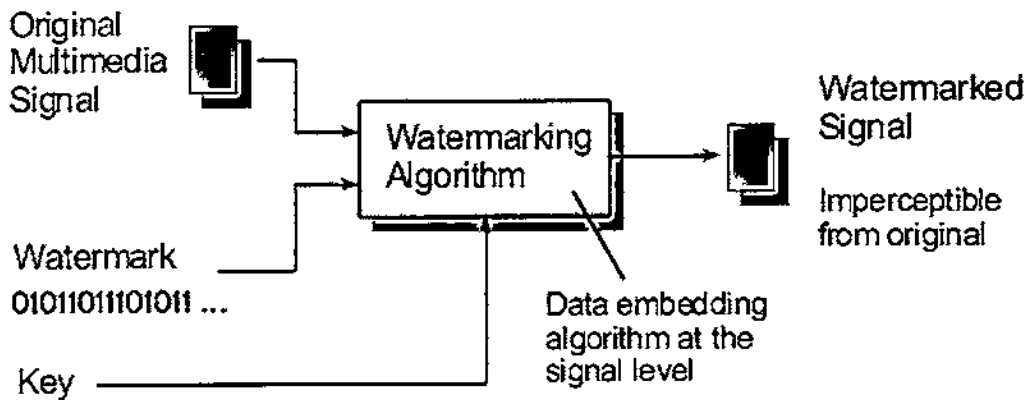 Original
Multimedia
Signal
Watermarking
Algorithm
Watermarked
Signal
Imperceptible
from original
Watermark
01011011101011 ...
Data embedding
algorithm at the
signal level
Key